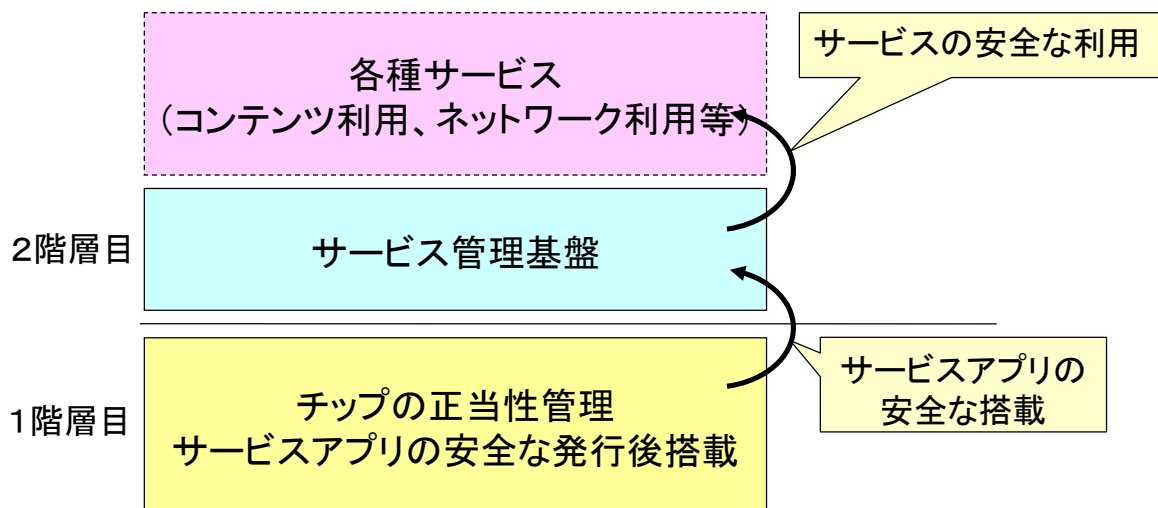 サービスの安全な利用
各種サービス
（コンテンツ利用、ネットワーク利用等）
2階層目
サービス管理基盤
サービスアプリの
安全な搭載
1階層目
チップの正当性管理
サービスアプリの安全な発行後搭載